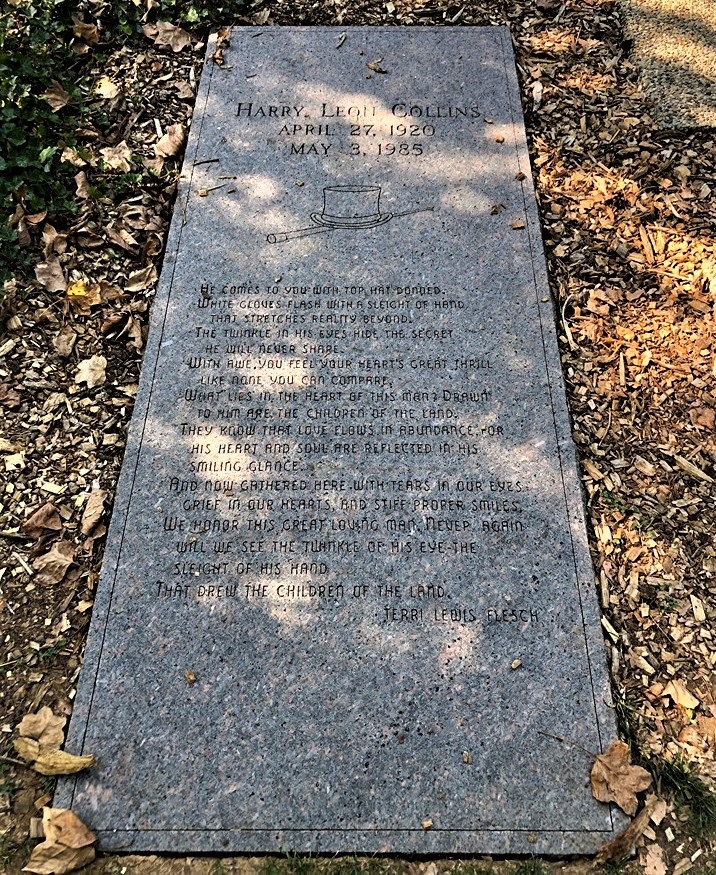 HARRY LEON COLLINS
APRIL 27, 1920
MAY 3, 1985
HE COMES TO YOU WITH TOP HAT DONNED.
WHITE GLOVES FLASH WITH A SLEIGHT OF HAND
THAT STRETCHES REALITY BEYOND.
THE TWINKLE IN HIS EYES HIDE THE SECRET
HE WILL NEVER SHARE.
WITH AWE, YOU FEEL YOUR HEART'S GREAT THRILL
LIKE NONE YOU CAN COMPARE.
WHAT LIES IN THE HEART OF THIS MAN? DRAWN
TO HIM ARE THE CHILDREN OF THE LAND.
THEY KNOW THAT LOVE FLOWS IN ABUNDANCE, FOR
HIS HEART AND SOUL ARE REFLECTED IN HIS
SMILING GLANCE.
AND NOW GATHERED HERE WITH TEARS IN OUR EYES
GRIEF IN OUR HEARTS, AND STIFF PROPER SMILES,
WE HONOR THIS GREAT LOVING MAN. NEVER AGAIN
WILL WE SEE THE TWINKLE OF HIS EYE-THE
SLEIGHT OF HIS HAND
THAT DREW THE CHILDREN OF THE LAND.
TERRI LEWIS FLESCH